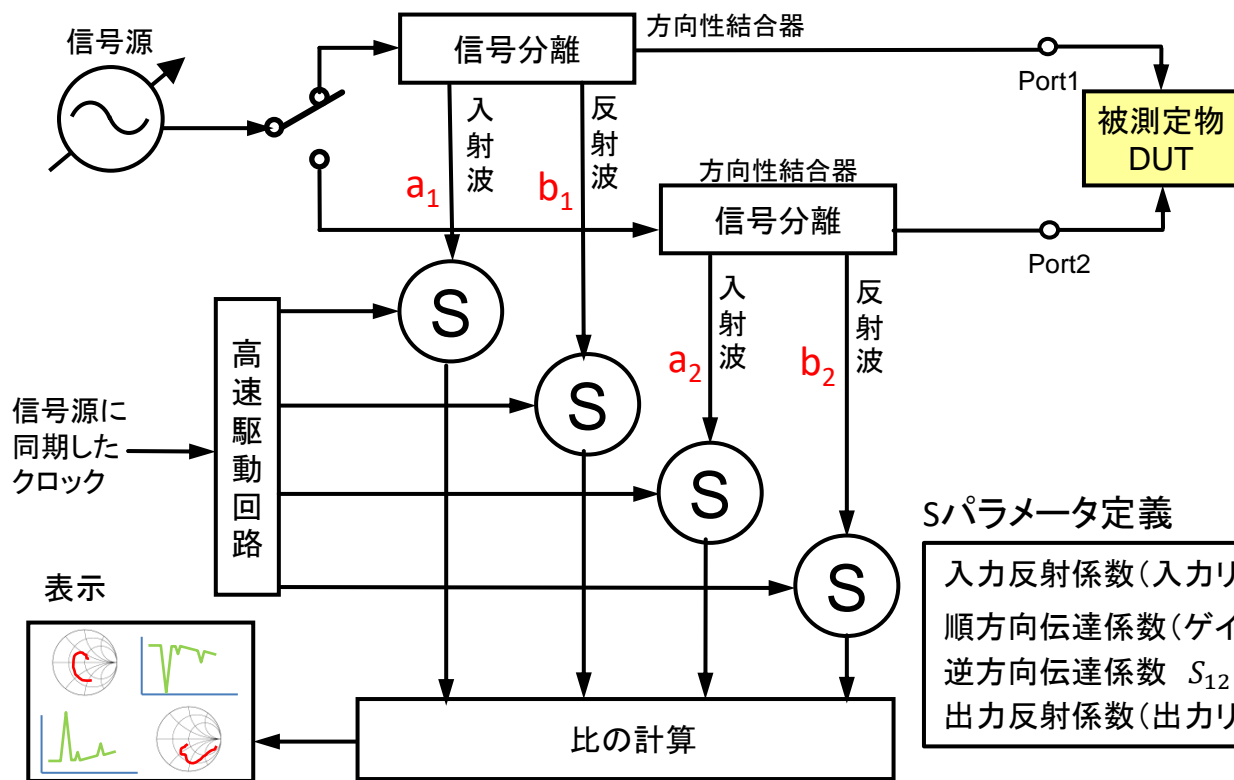 信号源
信号分離
方向性結合器
Port1
被測定物
DUT
入射波
反射波
a₁
b₁
方向性結合器
信号分離
Port2
入射波
反射波
a₂
b₂
S
S
S
S
高速駆動回路
信号源に
同期した
クロック
Sパラメータ定義
入力反射係数(入力リ
順方向伝達係数(ゲイ
逆方向伝達係数 S₁₂
出力反射係数(出力リ
表示
比の計算